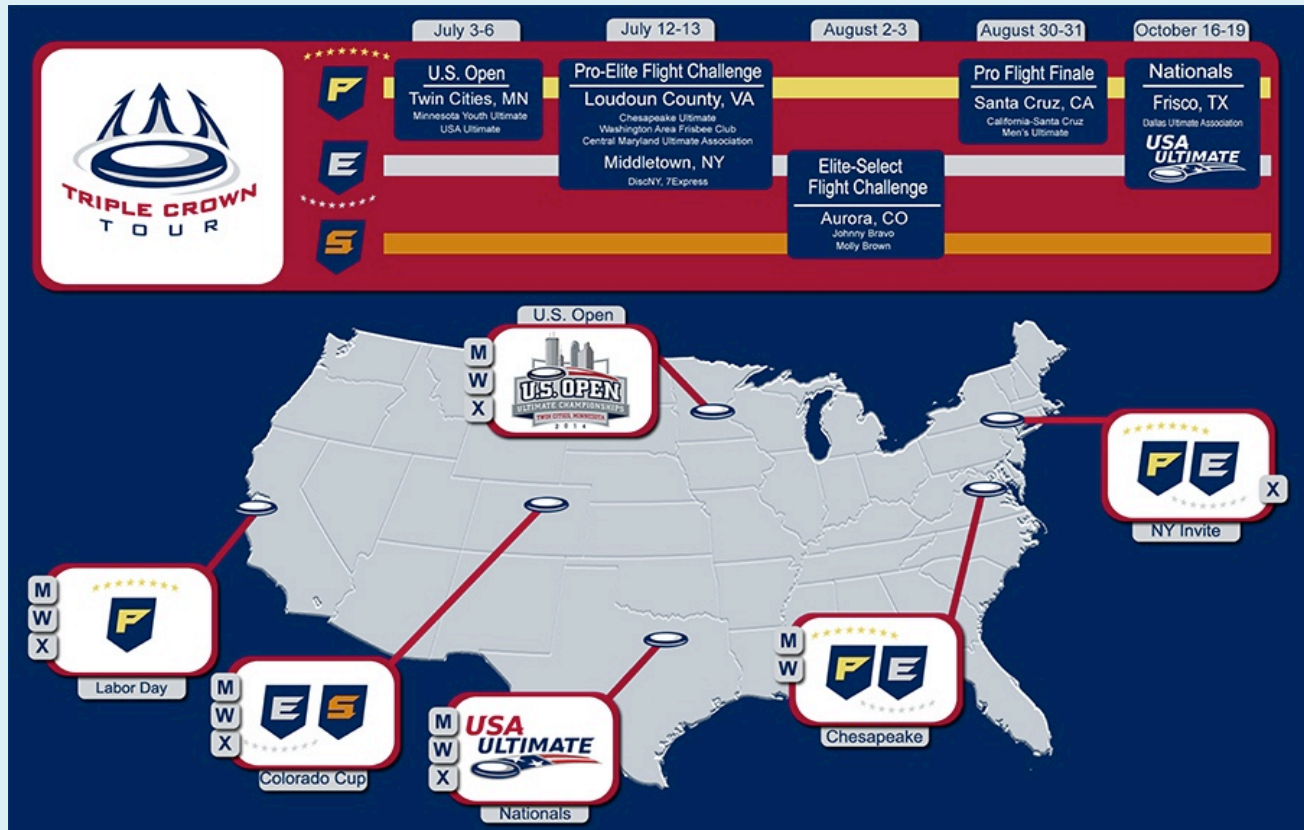 July 3-6
July 12-13
August 2-3
August 30-31
October 16-19
TRIPLE CROWN
TOUR
P
E
S
U.S. Open
Twin Cities, MN
Minnesota Youth Ultimate
USA Ultimate
Pro-Elite Flight Challenge
Loudoun County, VA
Chesapeake Ultimate
Washington Area Frisbee Club
Central Maryland Ultimate Association
Middletown, NY
DiscNY, 7Express
Elite-Select
Flight Challenge
Aurora, CO
Johnny Bravo
Molly Brown
Pro Flight Finale
Santa Cruz, CA
California-Santa Cruz
Men's Ultimate
Nationals
Frisco, TX
Dallas Ultimate Association
USA
ULTIMATE
U.S. Open
M
W
X
U.S. OPEN
ULTIMATE CHAMPIONSHIPS
TWIN CITIES, MINNESOTA
2014
P E
X
NY Invite
M
W
X
P
Labor Day
M
W
X
E S
Colorado Cup
M
W
X
USA
ULTIMATE
Nationals
M
W
P E
Chesapeake